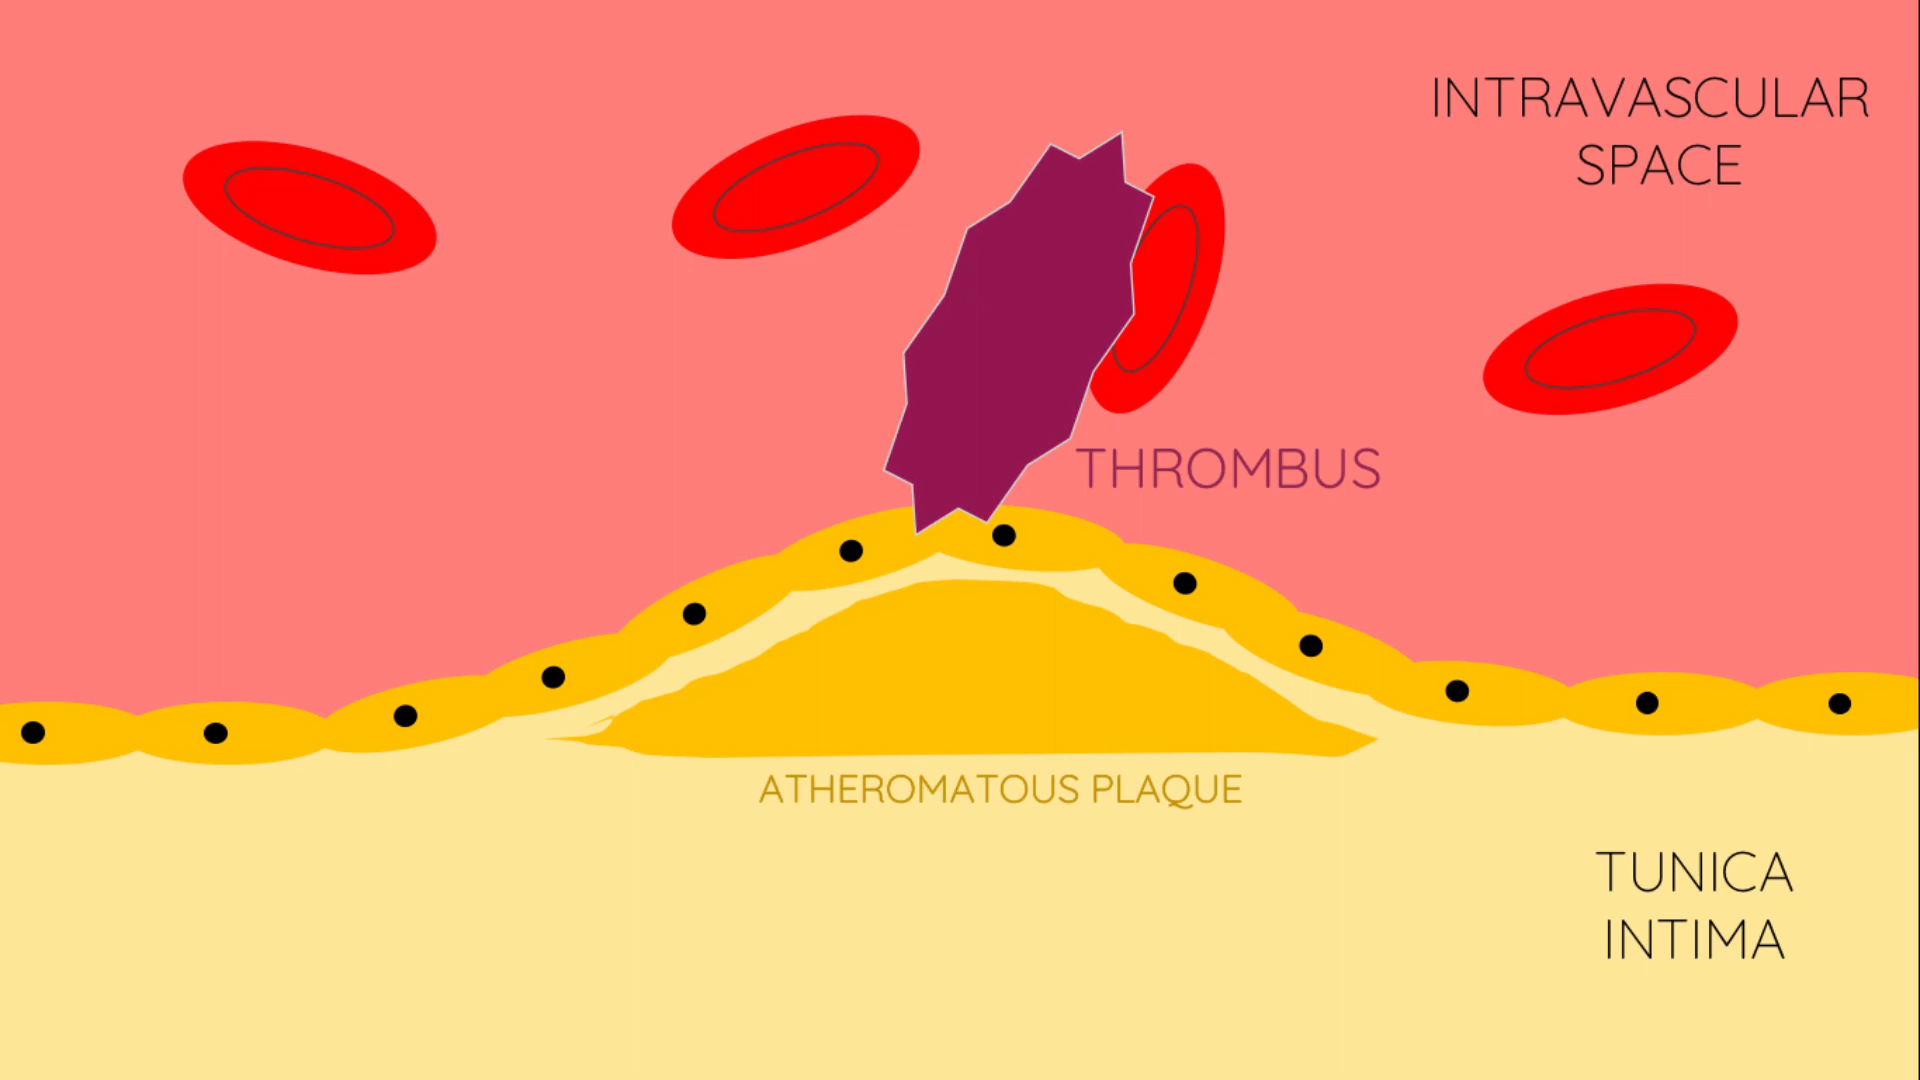 INTRAVASCULAR
SPACE
THROMBUS
ATHEROMATOUS PLAQUE
TUNICA
INTIMA